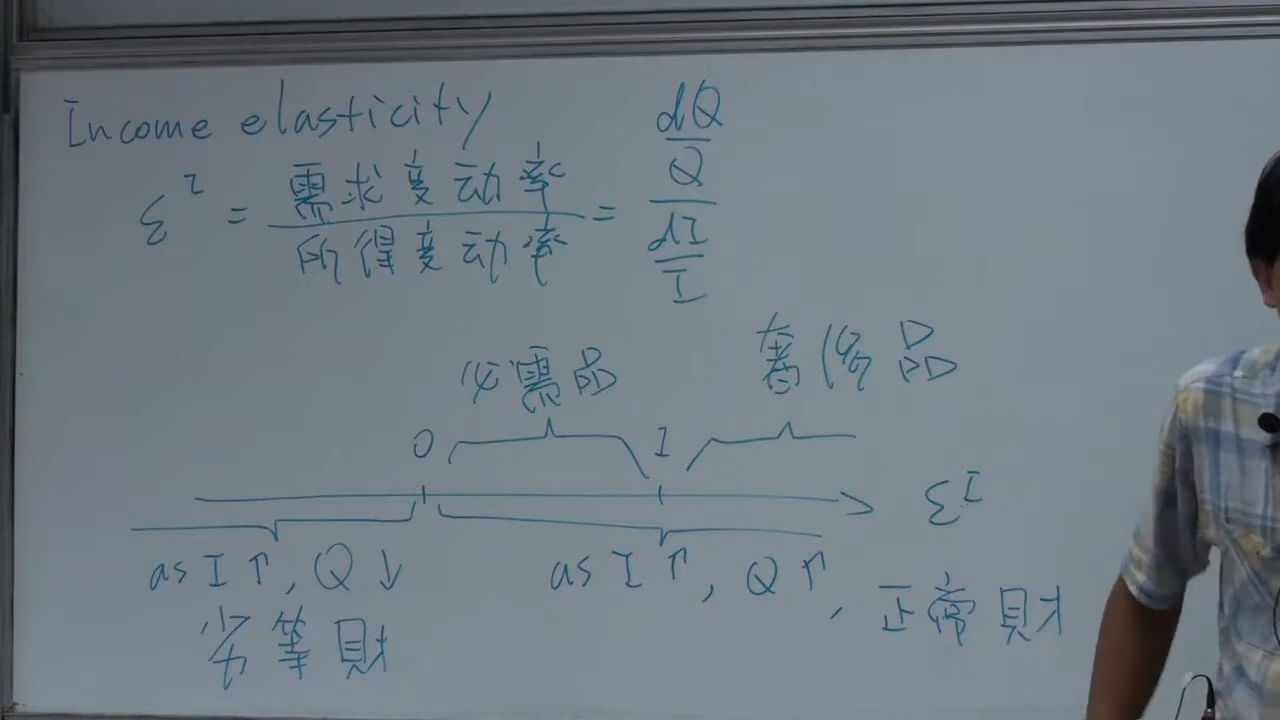 Income elasticity
ε^I = 需求变动率 / 所得变动率 = (dQ/Q) / (dI/I)
必需品 奢侈品
0 1
ε^I
as I↑, Q↓ as I↑, Q↑, 正常財
劣等財